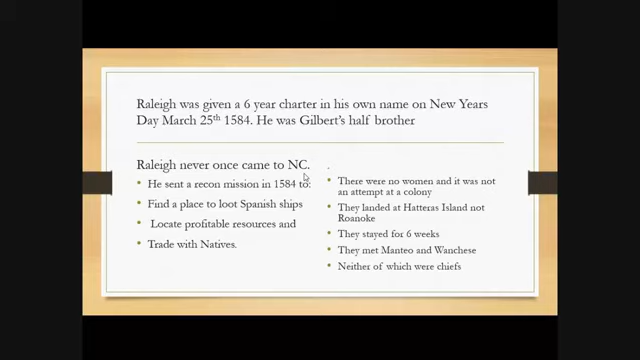 Raleigh was given a 6 year charter in his own name on New Years
Day March 25th 1584. He was Gilbert's half brother
Raleigh never once came to NC.
• He sent a recon mission in 1584 to:
• Find a place to loot Spanish ships
• Locate profitable resources and
• Trade with Natives.
.
• There were no women and it was not
an attempt at a colony
• They landed at Hatteras Island not
Roanoke
• They stayed for 6 weeks
• They met Manteo and Wanchese
• Neither of which were chiefs